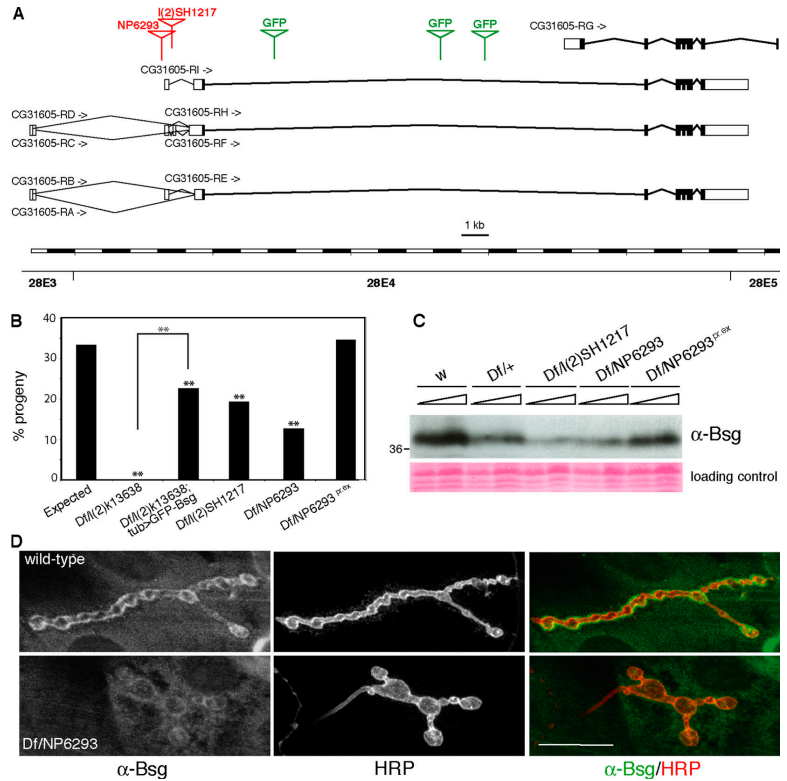 A
l(2)SH1217
NP6293
GFP
GFP
GFP
CG31605-RG ->
CG31605-RI ->
CG31605-RD ->
CG31605-RH ->
CG31605-RC ->
CG31605-RF ->
CG31605-RB ->
CG31605-RE ->
CG31605-RA ->
1 kb
28E3
28E4
28E5
B
% progeny
40
30
20
10
0
**
**
**
**
**
Expected
Df/l(2)k13638
Df/l(2)k13638;
tub>GFP-Bsg
Df/l(2)SH1217
Df/NP6293
Df/NP6293 pr.ex
C
w
Df/+
Df/l(2)SH1217
Df/NP6293
Df/NP6293 pr.ex
36
α-Bsg
loading control
D
wild-type
Df/NP6293
α-Bsg
HRP
α-Bsg/HRP